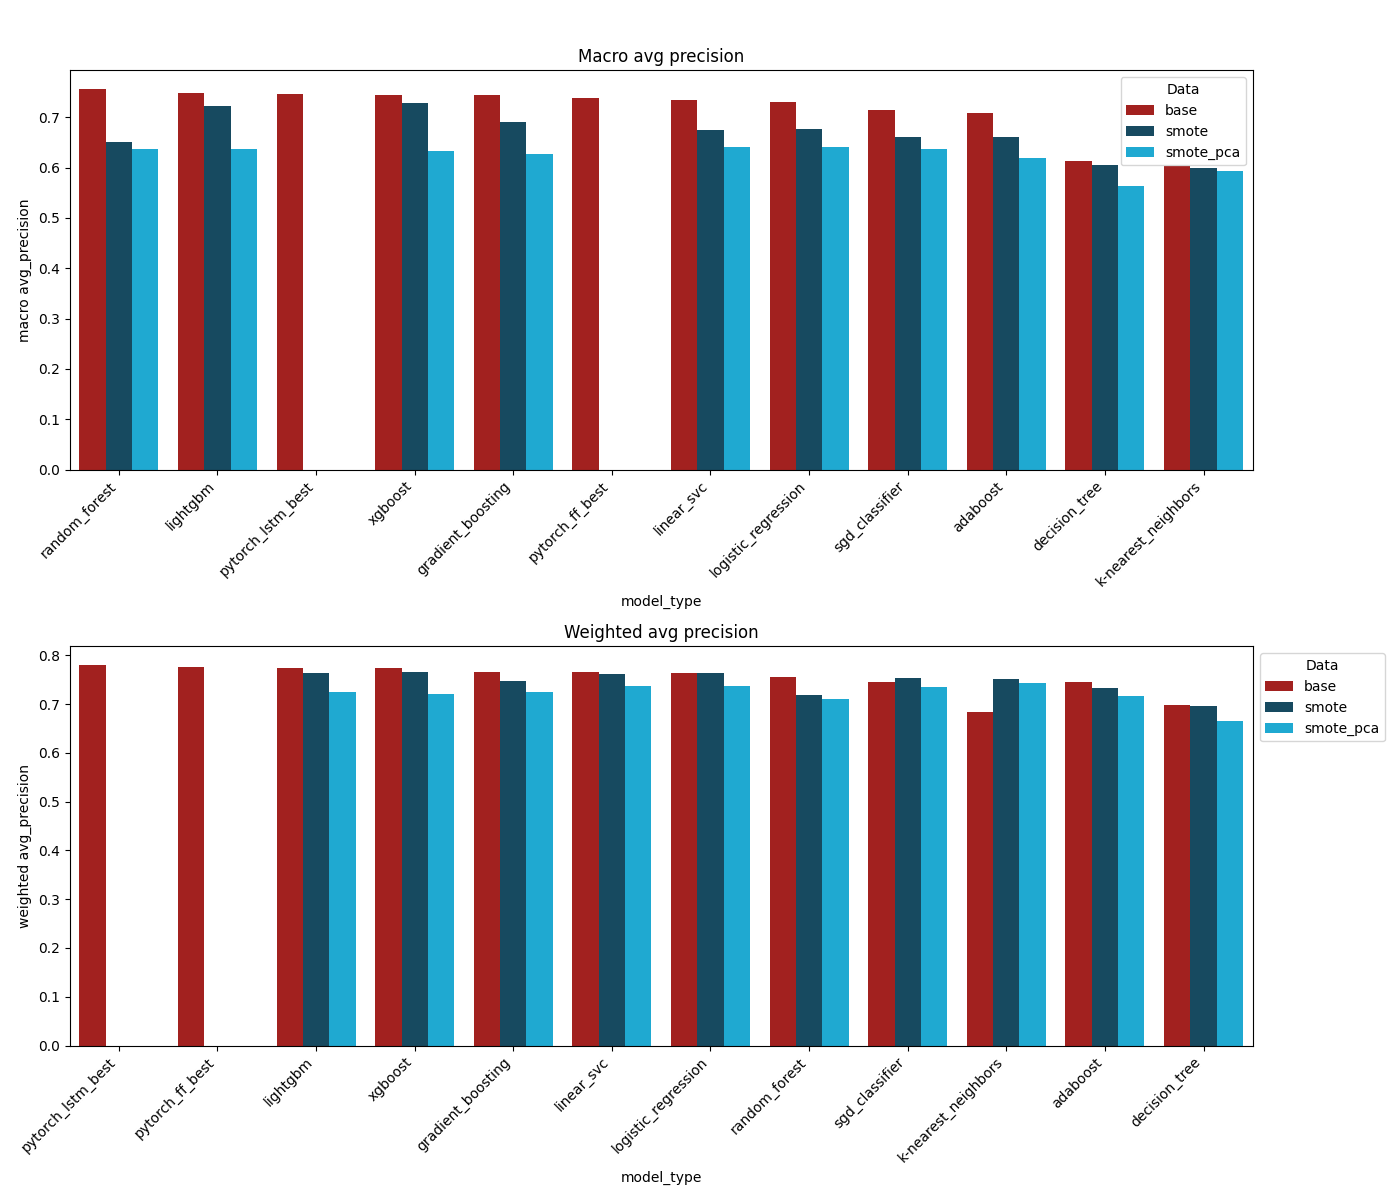 Macro avg precision
macro avg_precision
0.7
0.6
0.5
0.4
0.3
0.2
0.1
0.0
Data
base
smote
smote_pca
random_forest
lightgbm
pytorch_lstm_best
xgboost
gradient_boosting
pytorch_ff_best
linear_svc
logistic_regression
sgd_classifier
adaboost
decision_tree
k-nearest_neighbors
model_type
Weighted avg precision
weighted avg_precision
0.8
0.7
0.6
0.5
0.4
0.3
0.2
0.1
0.0
Data
base
smote
smote_pca
pytorch_lstm_best
pytorch_ff_best
lightgbm
xgboost
gradient_boosting
linear_svc
logistic_regression
random_forest
sgd_classifier
k-nearest_neighbors
adaboost
decision_tree
model_type